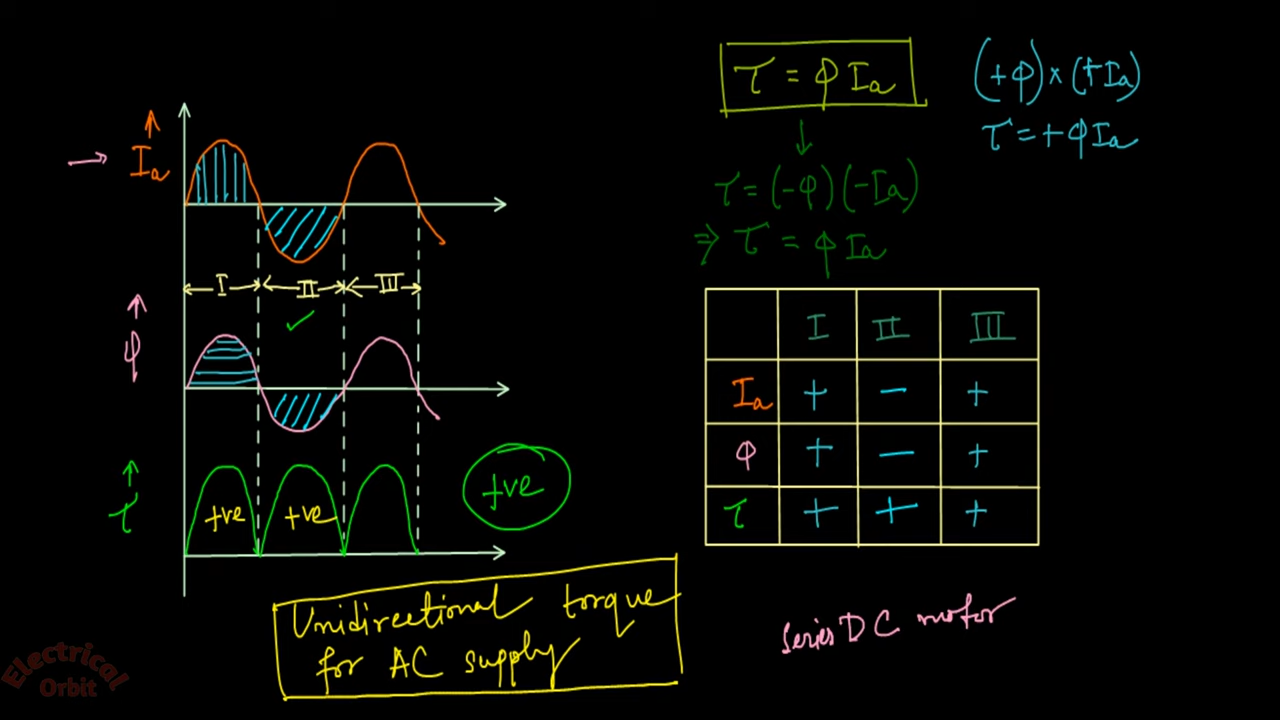 τ = φ Ia
(+φ) × (+Ia)
τ = + φ Ia
Ia
τ = (-φ) (-Ia)
⇒ τ = φ Ia
I II III
✓
φ
I II III
Ia + - +
φ + - +
τ + + +
τ
+ve +ve
+ve
Unidirectional torque
for AC supply
Series DC motor
Electrical
Orbit